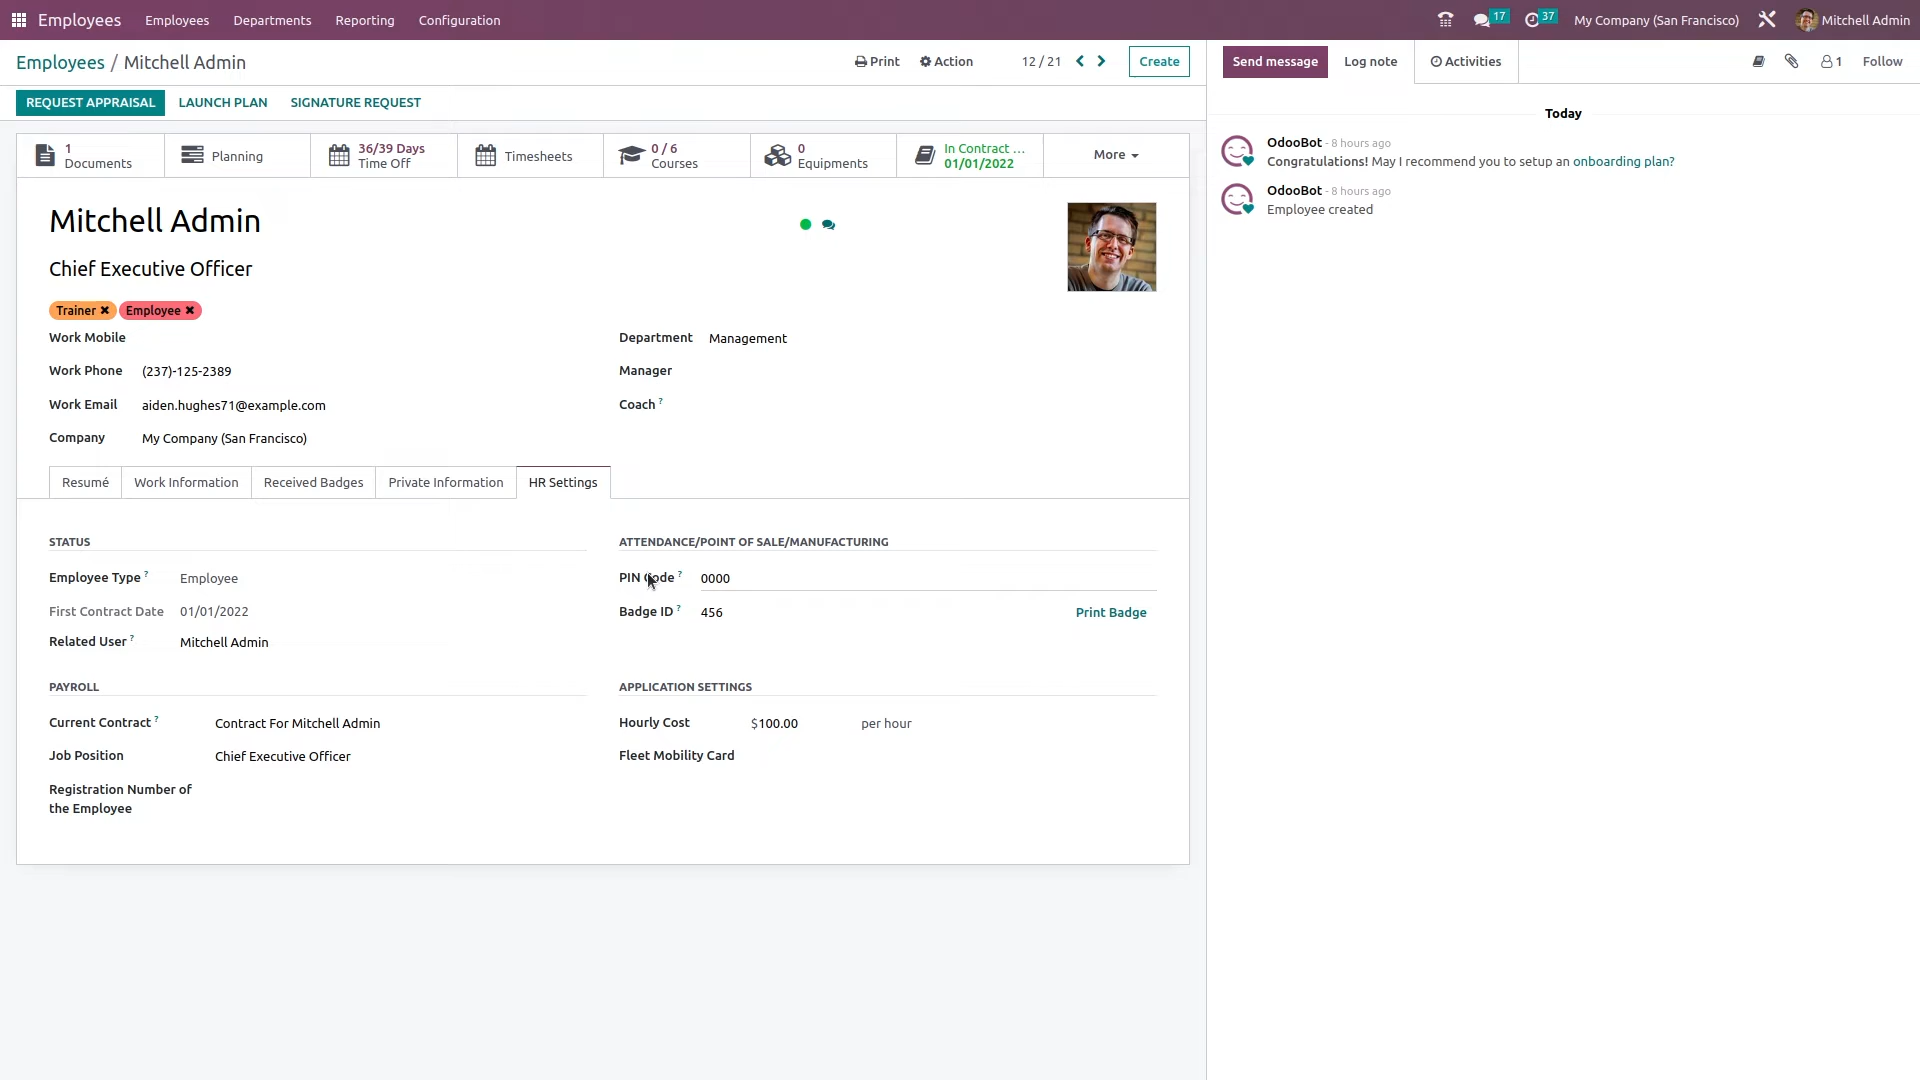 Employees Employees Departments Reporting Configuration 17 37 My Company (San Francisco) Mitchell Admin
Employees / Mitchell Admin Print Action 12 / 21 Create
Send message Log note Activities 1 Follow
REQUEST APPRAISAL LAUNCH PLAN SIGNATURE REQUEST
1 Documents
Planning
36/39 Days Time Off
Timesheets
0 / 6 Courses
0 Equipments
In Contract ... 01/01/2022
More
Mitchell Admin
Chief Executive Officer
Trainer ✖ Employee ✖
Work Mobile
Work Phone (237)-125-2389
Work Email aiden.hughes71@example.com
Company My Company (San Francisco)
Department Management
Manager
Coach ?
Resumé Work Information Received Badges Private Information HR Settings
STATUS
Employee Type ? Employee
First Contract Date 01/01/2022
Related User ? Mitchell Admin
ATTENDANCE/POINT OF SALE/MANUFACTURING
PIN Code ? 0000
Badge ID ? 456 Print Badge
PAYROLL
Current Contract ? Contract For Mitchell Admin
Job Position Chief Executive Officer
Registration Number of
the Employee
APPLICATION SETTINGS
Hourly Cost $100.00 per hour
Fleet Mobility Card
Today
OdooBot - 8 hours ago
Congratulations! May I recommend you to setup an onboarding plan?
OdooBot - 8 hours ago
Employee created